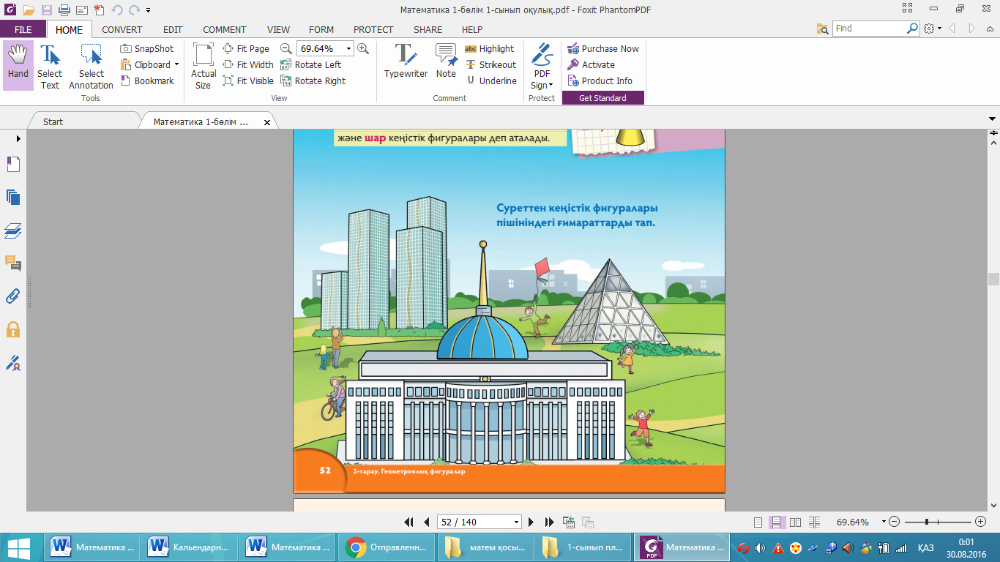 Математика 1-бөлім 1-сынып оқулық.pdf - Foxit PhantomPDF
FILE HOME CONVERT EDIT COMMENT VIEW FORM PROTECT SHARE HELP
Find
Hand
Select Text
Select Annotation
SnapShot
Clipboard
Bookmark
Tools
Actual Size
Fit Page
Fit Width
Fit Visible
69.64%
Rotate Left
Rotate Right
View
Typewriter
Note
abc Highlight
Strikeout
U Underline
Comment
PDF Sign
Protect
Purchase Now
Activate
Product Info
Get Standard
Start
Математика 1-бөлім ...
және шар кеңістік фигуралары деп аталады.
Суреттен кеңістік фигуралары
пішініндегі ғимараттарды тап.
52 2-тарау. Геометриялық фигуралар
52 / 140
69.64%
Математика ...
Кальендарн...
Математика ...
Отправленн...
матем қосы...
1-сынып пл...
Математика ...
ҚАЗ
0:01
30.08.2016